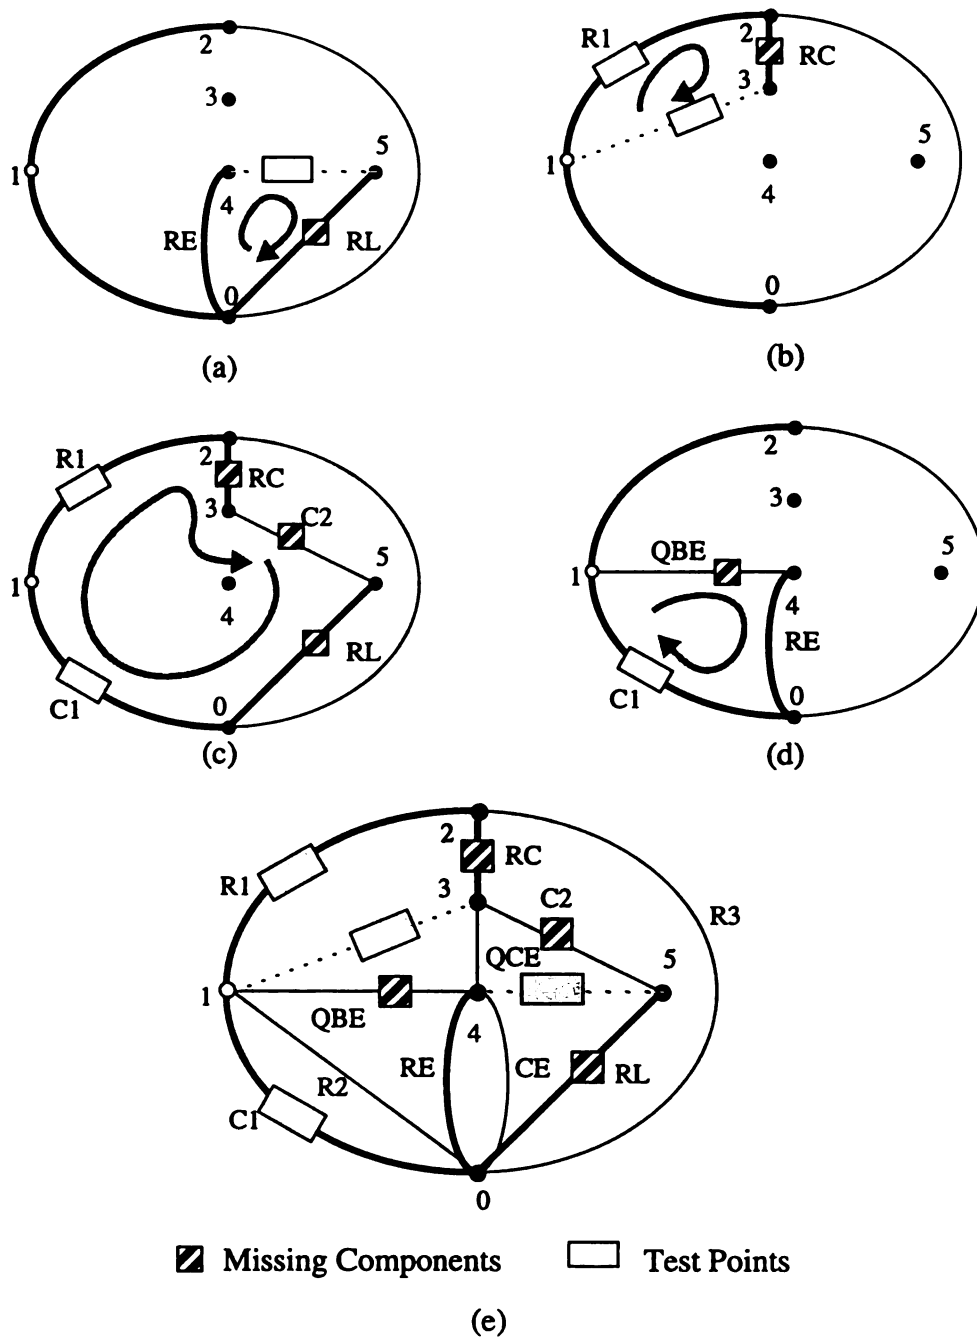 2
3
5
1
4
RE
RL
0
(a)
R1
2
RC
3
5
1
4
0
(b)
R1
2
RC
3
C2
5
1
4
RL
C1
0
(c)
2
3
5
QBE
1
4
RE
C1
0
(d)
2
RC
R1
3
C2
R3
QCE
5
1
QBE
4
RE
CE
RL
R2
C1
0
Missing Components
Test Points
(e)